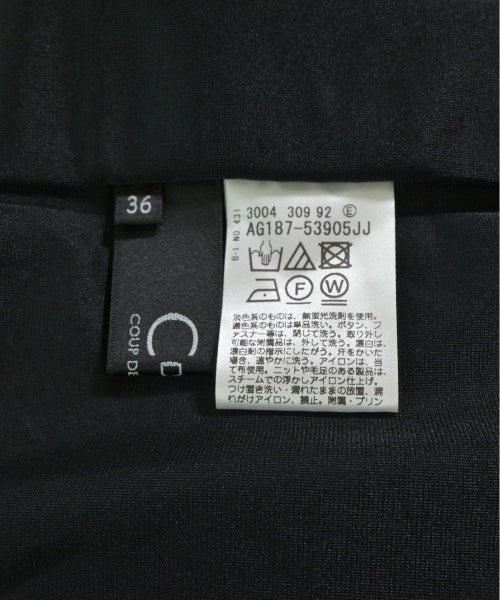 36
COUP DE
B-1 NO.431
3004 309 92 Ⓔ
AG187-53905JJ
F
W
淡色系のものは、無蛍光洗剤を使用。
濃色系のものは単品洗い。ボタン、フ
ァスナー等は、閉じて洗う。取り外し
可能な附属品は、外して洗う。漂白は、
漂白剤の指示にしたがう。汗をかいた
場合、速やかに洗う。アイロンは、当
て布使用。ニットや毛足のある製品は、
スチームでの浮かしアイロン仕上げ。
つけ置き洗い・濡れたままの放置、濡
れがけアイロン、禁止。附属・プリン